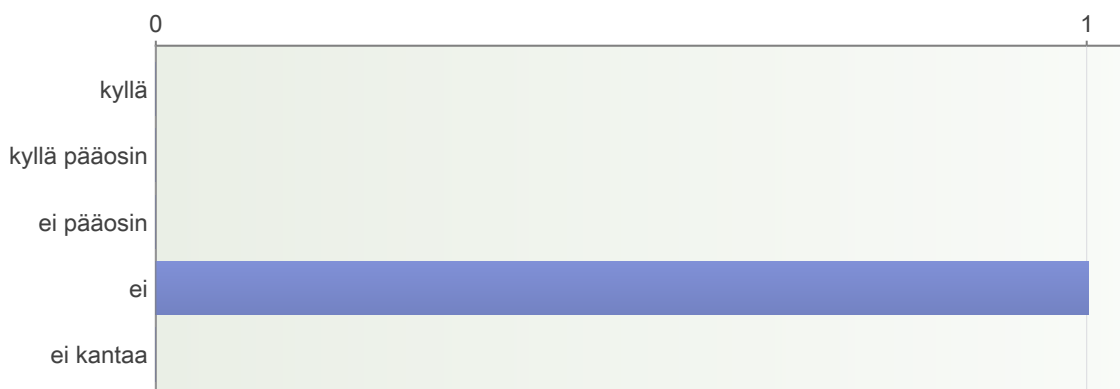 0 1
kyllä
kyllä pääosin
ei pääosin
ei
ei kantaa